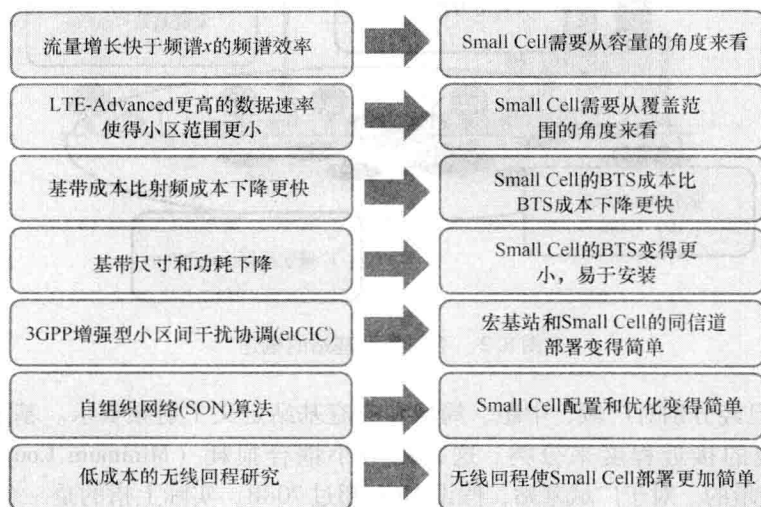 流量增长快于频谱x的频谱效率
Small Cell需要从容量的角度来看
LTE-Advanced更高的数据速率
使得小区范围更小
Small Cell需要从覆盖范
围的角度来看
基带成本比射频成本下降更快
Small Cell的BTS成本比
BTS成本下降更快
基带尺寸和功耗下降
Small Cell的BTS变得更
小，易于安装
3GPP增强型小区间干扰协调(elCIC)
宏基站和Small Cell的同信道
部署变得简单
自组织网络(SON)算法
Small Cell配置和优化变得简单
低成本的无线回程研究
无线回程使Small Cell部署更加简单